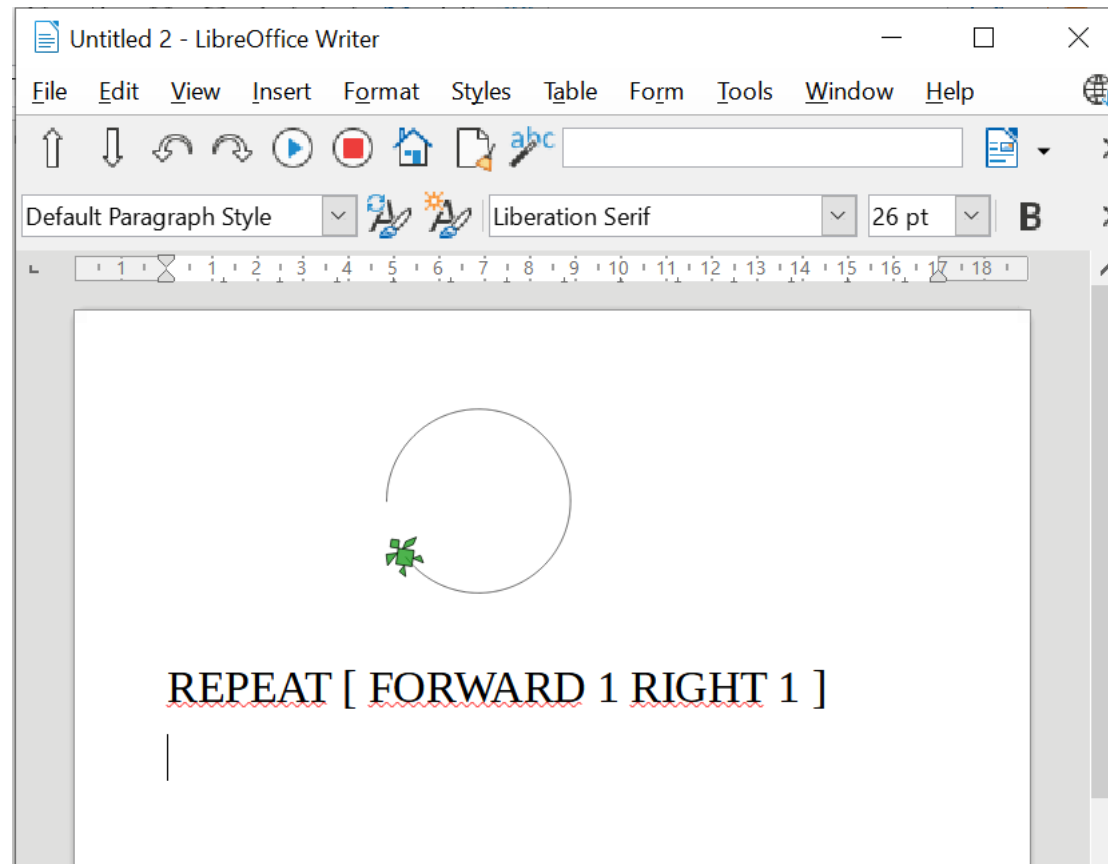 Untitled 2 - LibreOffice Writer
File Edit View Insert Format Styles Table Form Tools Window Help
abc
Default Paragraph Style Liberation Serif 26 pt B
1 1 2 3 4 5 6 7 8 9 10 11 12 13 14 15 16 17 18
REPEAT [ FORWARD 1 RIGHT 1 ]